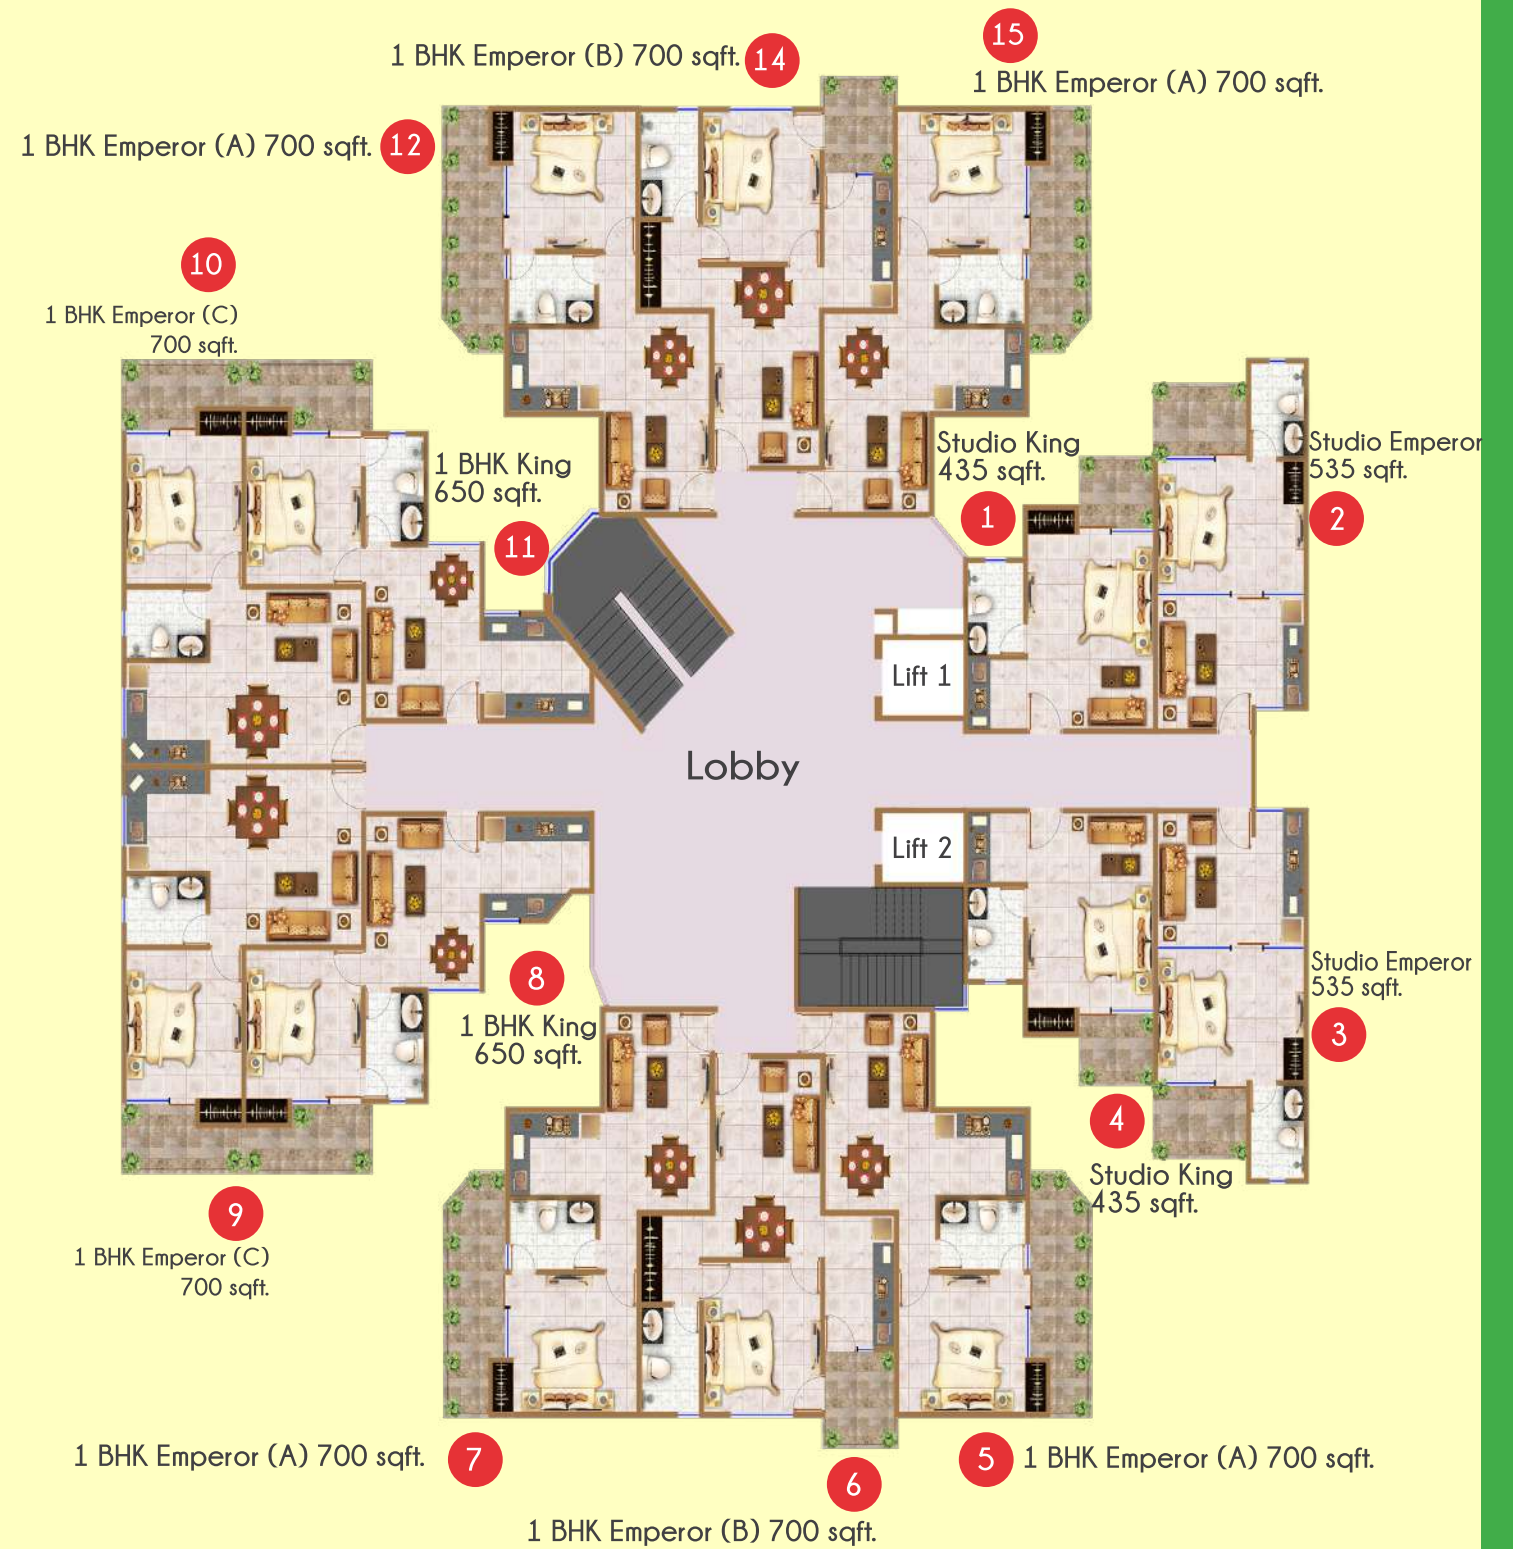 15
1 BHK Emperor (B) 700 sqft.
14
1 BHK Emperor (A) 700 sqft.
1 BHK Emperor (A) 700 sqft.
12
10
1 BHK Emperor (C)
700 sqft.
1 BHK King
650 sqft.
11
Studio King
435 sqft.
1
Studio Emperor
535 sqft.
2
Lift 1
Lobby
Lift 2
8
1 BHK King
650 sqft.
Studio Emperor
535 sqft.
3
4
Studio King
435 sqft.
9
1 BHK Emperor (C)
700 sqft.
1 BHK Emperor (A) 700 sqft.
7
5
1 BHK Emperor (A) 700 sqft.
6
1 BHK Emperor (B) 700 sqft.